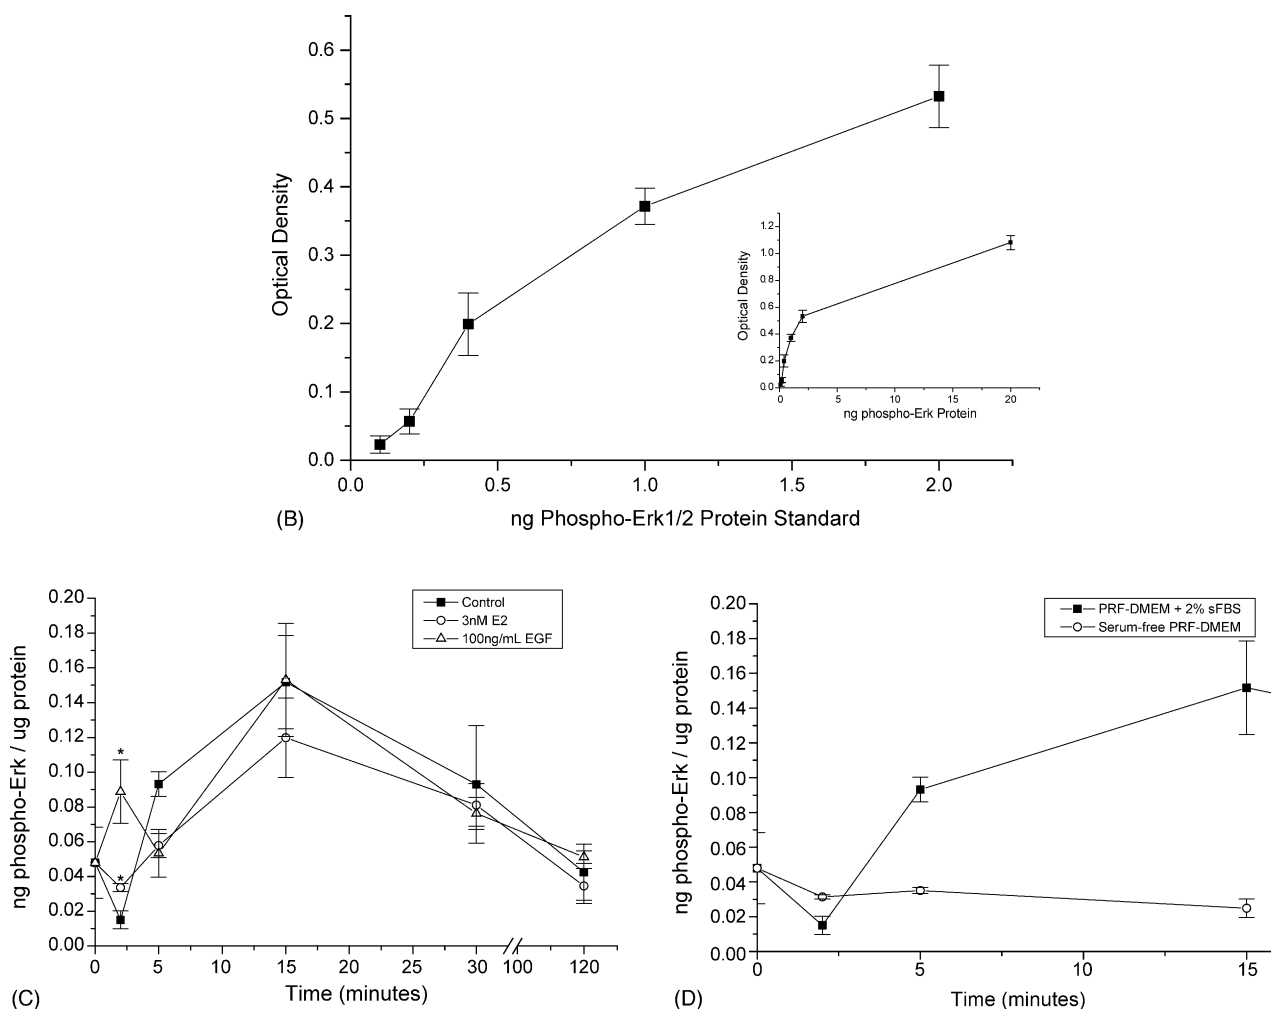 0.6
0.5
0.4
0.3
0.2
0.1
0.0
Optical Density
0.0 0.5 1.0 1.5 2.0
ng Phospho-Erk1/2 Protein Standard
1.2
1.0
0.8
0.6
0.4
0.2
0.0
Optical Density
0 5 10 15 20
ng phospho-Erk Protein
(B)
0.20
0.18
0.16
0.14
0.12
0.10
0.08
0.06
0.04
0.02
0.00
ng phospho-Erk / ug protein
Control
3nM E2
100ng/mL EGF
*
*
0 5 15 20 30 100 120
Time (minutes)
(C)
0.20
0.18
0.16
0.14
0.12
0.10
0.08
0.06
0.04
0.02
0.00
ng phospho-Erk / ug protein
PRF-DMEM + 2% sFBS
Serum-free PRF-DMEM
0 5 10 15
Time (minutes)
(D)